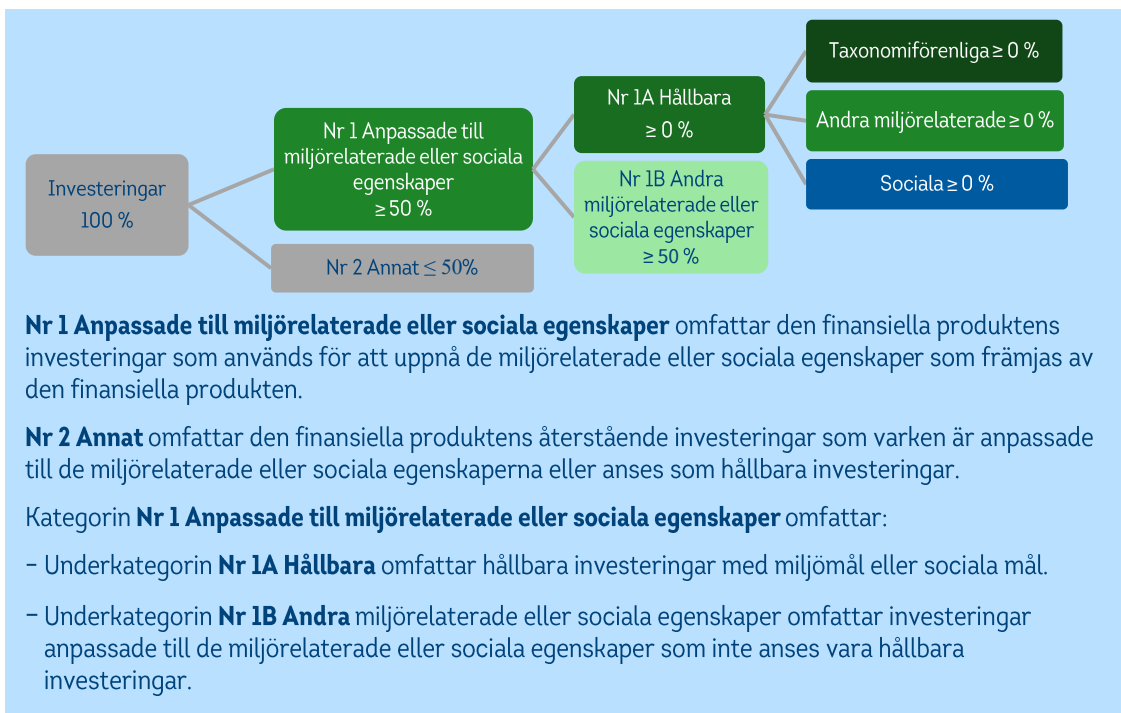 Investeringar
100 %
Nr 1 Anpassade till
miljörelaterade eller sociala
egenskaper
≥ 50 %
Nr 2 Annat ≤ 50%
Nr 1A Hållbara
≥ 0 %
Nr 1B Andra
miljörelaterade eller
sociala egenskaper
≥ 50 %
Taxonomiförenliga ≥ 0 %
Andra miljörelaterade ≥ 0 %
Sociala ≥ 0 %
Nr 1 Anpassade till miljörelaterade eller sociala egenskaper omfattar den finansiella produktens
investeringar som används för att uppnå de miljörelaterade eller sociala egenskaper som främjas av
den finansiella produkten.
Nr 2 Annat omfattar den finansiella produktens återstående investeringar som varken är anpassade
till de miljörelaterade eller sociala egenskaperna eller anses som hållbara investeringar.
Kategorin Nr 1 Anpassade till miljörelaterade eller sociala egenskaper omfattar:
– Underkategorin Nr 1A Hållbara omfattar hållbara investeringar med miljömål eller sociala mål.
– Underkategorin Nr 1B Andra miljörelaterade eller sociala egenskaper omfattar investeringar
anpassade till de miljörelaterade eller sociala egenskaper som inte anses vara hållbara
investeringar.